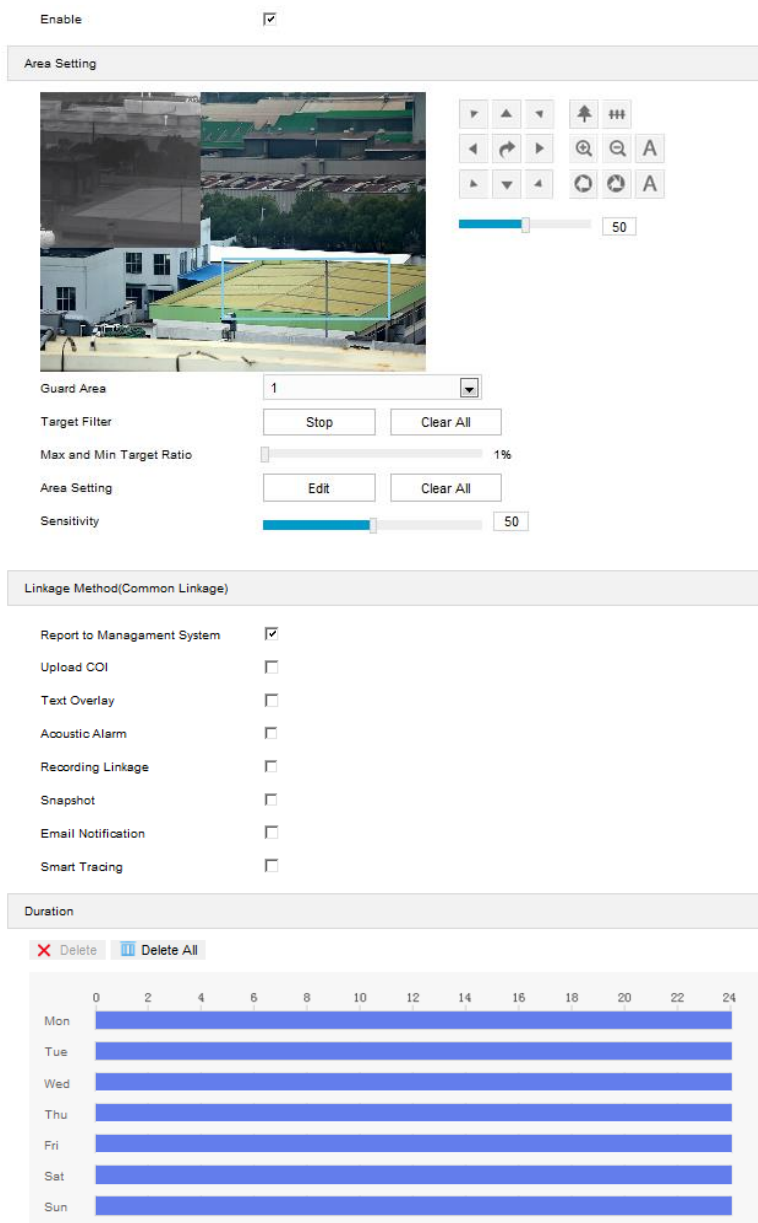 Enable
Area Setting
A
A
50
Guard Area 1
Target Filter Stop Clear All
Max and Min Target Ratio 1%
Area Setting Edit Clear All
Sensitivity 50
Linkage Method(Common Linkage)
Report to Managament System
Upload COI
Text Overlay
Acoustic Alarm
Recording Linkage
Snapshot
Email Notification
Smart Tracing
Duration
Delete Delete All
0 2 4 6 8 10 12 14 16 18 20 22 24
Mon
Tue
Wed
Thu
Fri
Sat
Sun